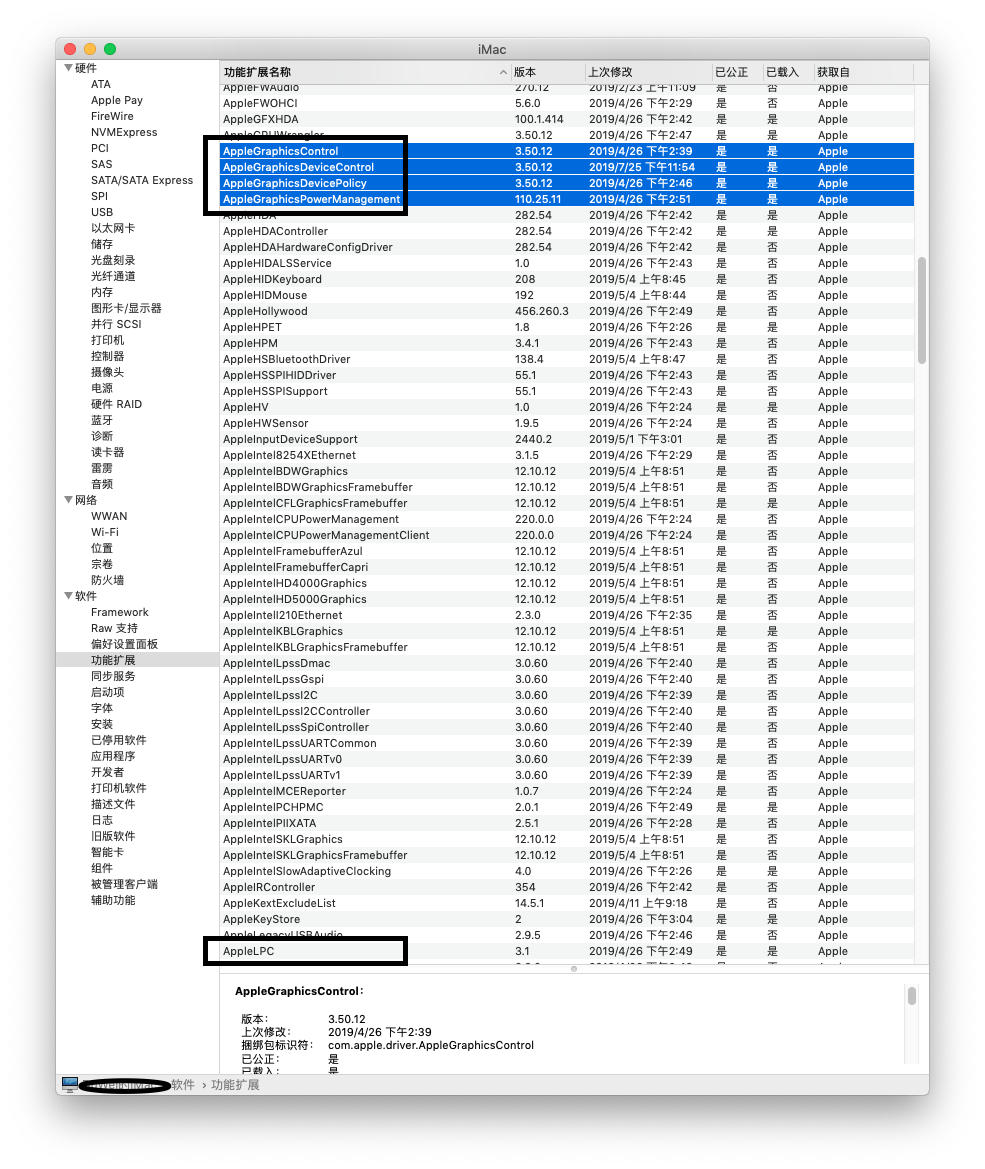 iMac
硬件
ATA
Apple Pay
FireWire
NVMExpress
PCI
SAS
SATA/SATA Express
SPI
USB
以太网卡
储存
光盘刻录
光纤通道
内存
图形卡/显示器
并行 SCSI
打印机
控制器
摄像头
电源
硬件 RAID
蓝牙
诊断
读卡器
雷雳
音频
网络
WWAN
Wi-Fi
位置
宗卷
防火墙
软件
Framework
Raw 支持
偏好设置面板
功能扩展
同步服务
启动项
字体
安装
已停用软件
应用程序
开发者
打印机软件
描述文件
日志
旧版软件
智能卡
组件
被管理客户端
辅助功能
功能扩展名称 版本 上次修改 已公正 已载入 获取自
AppleFWAudio 270.12 2019/2/23 上午11:09 是 否 Apple
AppleFWOHCI 5.6.0 2019/4/26 下午2:29 是 否 Apple
AppleGFXHDA 100.1.414 2019/4/26 下午2:42 是 是 Apple
AppleGPUWrangler 3.50.12 2019/4/26 下午2:47 是 否 Apple
AppleGraphicsControl 3.50.12 2019/4/26 下午2:39 是 是 Apple
AppleGraphicsDeviceControl 3.50.12 2019/7/25 下午11:54 是 是 Apple
AppleGraphicsDevicePolicy 3.50.12 2019/4/26 下午2:46 是 是 Apple
AppleGraphicsPowerManagement 110.25.11 2019/4/26 下午2:51 是 是 Apple
AppleHDA 282.54 2019/4/26 下午2:42 是 是 Apple
AppleHDAController 282.54 2019/4/26 下午2:42 是 是 Apple
AppleHDAHardwareConfigDriver 282.54 2019/4/26 下午2:42 是 否 Apple
AppleHIDALSService 1.0 2019/4/26 下午2:43 是 否 Apple
AppleHIDKeyboard 208 2019/5/4 上午8:45 是 否 Apple
AppleHIDMouse 192 2019/5/4 上午8:44 是 否 Apple
AppleHollywood 456.260.3 2019/4/26 下午2:49 是 否 Apple
AppleHPET 1.8 2019/4/26 下午2:26 是 是 Apple
AppleHPM 3.4.1 2019/4/26 下午2:43 是 否 Apple
AppleHSBluetoothDriver 138.4 2019/5/4 上午8:47 是 否 Apple
AppleHSSPIHIDDriver 55.1 2019/4/26 下午2:43 是 否 Apple
AppleHSSPISupport 55.1 2019/4/26 下午2:43 是 否 Apple
AppleHV 1.0 2019/4/26 下午2:24 是 是 Apple
AppleHWSensor 1.9.5 2019/4/26 下午2:24 是 否 Apple
AppleInputDeviceSupport 2440.2 2019/5/1 下午3:01 是 否 Apple
AppleIntel8254XEthernet 3.1.5 2019/4/26 下午2:29 是 否 Apple
AppleIntelBDWGraphics 12.10.12 2019/5/4 上午8:51 是 否 Apple
AppleIntelBDWGraphicsFramebuffer 12.10.12 2019/5/4 上午8:51 是 否 Apple
AppleIntelCFLGraphicsFramebuffer 12.10.12 2019/5/4 上午8:51 是 是 Apple
AppleIntelCPUPowerManagement 220.0.0 2019/4/26 下午2:24 是 否 Apple
AppleIntelCPUPowerManagementClient 220.0.0 2019/4/26 下午2:24 是 否 Apple
AppleIntelFramebufferAzul 12.10.12 2019/5/4 上午8:51 是 否 Apple
AppleIntelFramebufferCapri 12.10.12 2019/5/4 上午8:51 是 否 Apple
AppleIntelHD4000Graphics 12.10.12 2019/5/4 上午8:51 是 否 Apple
AppleIntelHD5000Graphics 12.10.12 2019/5/4 上午8:51 是 否 Apple
AppleIntelI210Ethernet 2.3.0 2019/4/26 下午2:35 是 否 Apple
AppleIntelKBLGraphics 12.10.12 2019/5/4 上午8:51 是 是 Apple
AppleIntelKBLGraphicsFramebuffer 12.10.12 2019/5/4 上午8:51 是 否 Apple
AppleIntelLpssDmac 3.0.60 2019/4/26 下午2:40 是 否 Apple
AppleIntelLpssGspi 3.0.60 2019/4/26 下午2:40 是 否 Apple
AppleIntelLpssI2C 3.0.60 2019/4/26 下午2:39 是 否 Apple
AppleIntelLpssI2CController 3.0.60 2019/4/26 下午2:40 是 否 Apple
AppleIntelLpssSpiController 3.0.60 2019/4/26 下午2:40 是 否 Apple
AppleIntelLpssUARTCommon 3.0.60 2019/4/26 下午2:39 是 否 Apple
AppleIntelLpssUARTv0 3.0.60 2019/4/26 下午2:39 是 否 Apple
AppleIntelLpssUARTv1 3.0.60 2019/4/26 下午2:39 是 否 Apple
AppleIntelMCEReporter 1.0.7 2019/4/26 下午2:24 是 否 Apple
AppleIntelPCHPMC 2.0.1 2019/4/26 下午2:49 是 是 Apple
AppleIntelPIIXATA 2.5.1 2019/4/26 下午2:28 是 否 Apple
AppleIntelSKLGraphics 12.10.12 2019/5/4 上午8:51 是 否 Apple
AppleIntelSKLGraphicsFramebuffer 12.10.12 2019/5/4 上午8:51 是 否 Apple
AppleIntelSlowAdaptiveClocking 4.0 2019/4/26 下午2:26 是 是 Apple
AppleIRController 354 2019/4/26 下午2:42 是 否 Apple
AppleKextExcludeList 14.5.1 2019/4/11 上午9:18 是 否 Apple
AppleKeyStore 2 2019/4/26 下午3:04 是 是 Apple
AppleLegacyUSBAudio 2.9.5 2019/4/26 下午2:46 是 否 Apple
AppleLPC 3.1 2019/4/26 下午2:49 是 是 Apple
AppleGraphicsControl：
版本： 3.50.12
上次修改： 2019/4/26 下午2:39
捆绑包标识符： com.apple.driver.AppleGraphicsControl
已公正： 是
已载入： 是
软件 › 功能扩展